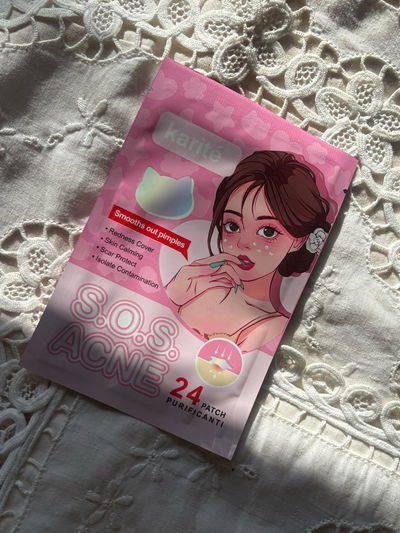 karité
Smooths out pimples
• Redness Cover
• Skin Calming
• Scar Protect
• Isolate Contamination
S.O.S.
ACNE
24 PATCH
PURIFICANTI